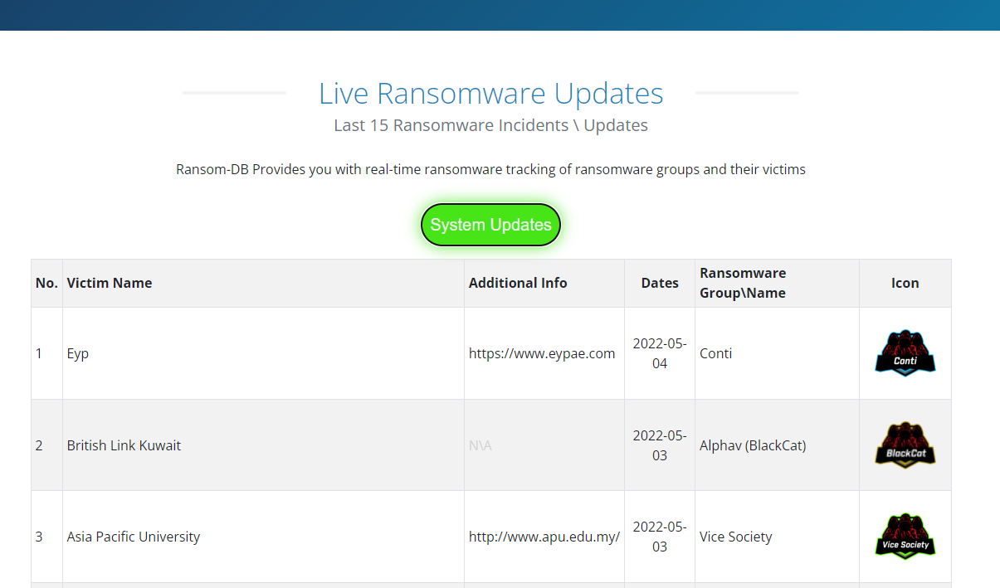 Live Ransomware Updates
Last 15 Ransomware Incidents \ Updates
Ransom-DB Provides you with real-time ransomware tracking of ransomware groups and their victims
System Updates
No. Victim Name Additional Info Dates Ransomware Group\Name Icon
1 Eyp https://www.eypae.com 2022-05-04 Conti Conti
2 British Link Kuwait N\A 2022-05-03 Alphav (BlackCat) BlackCat
3 Asia Pacific University http://www.apu.edu.my/ 2022-05-03 Vice Society Vice Society